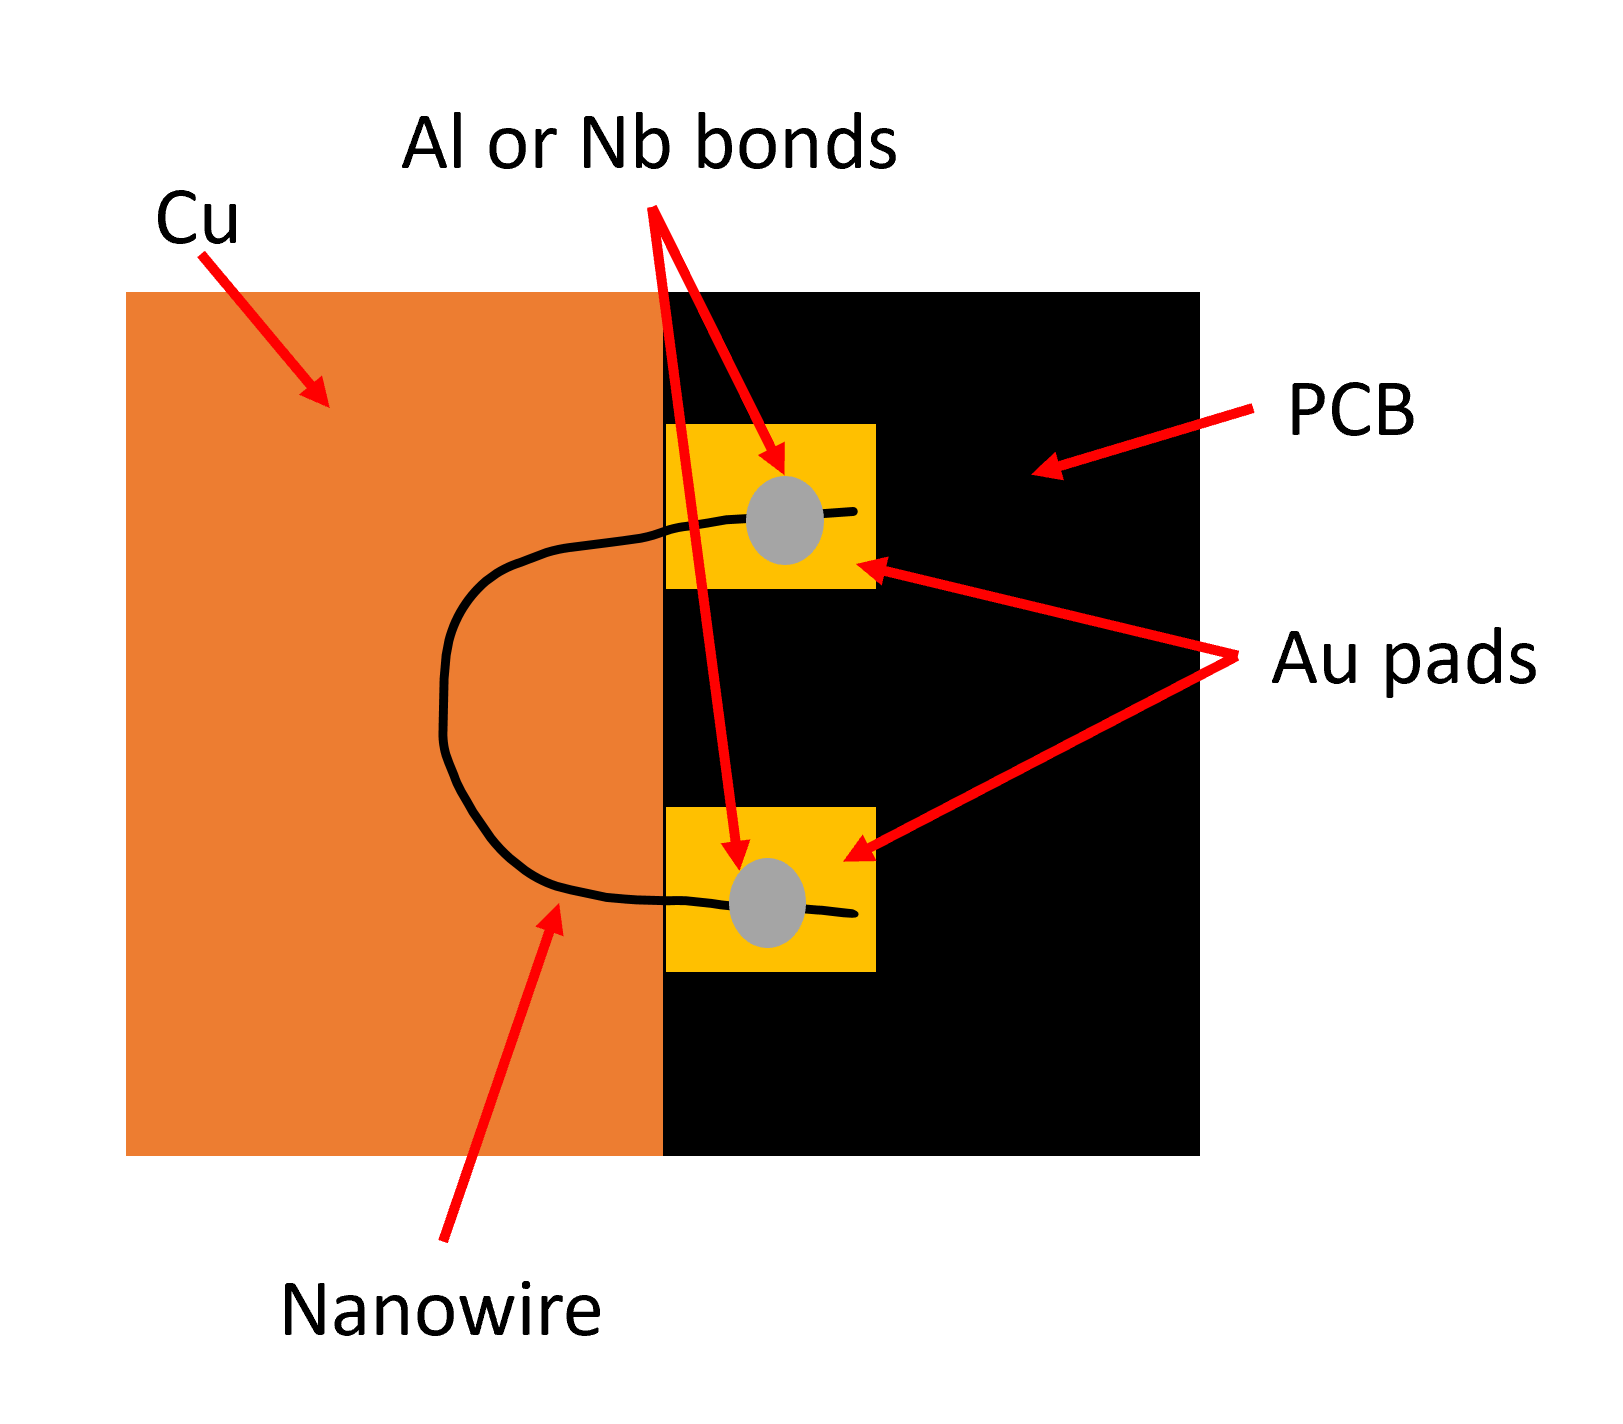 Al or Nb bonds
Cu
PCB
Au pads
Nanowire